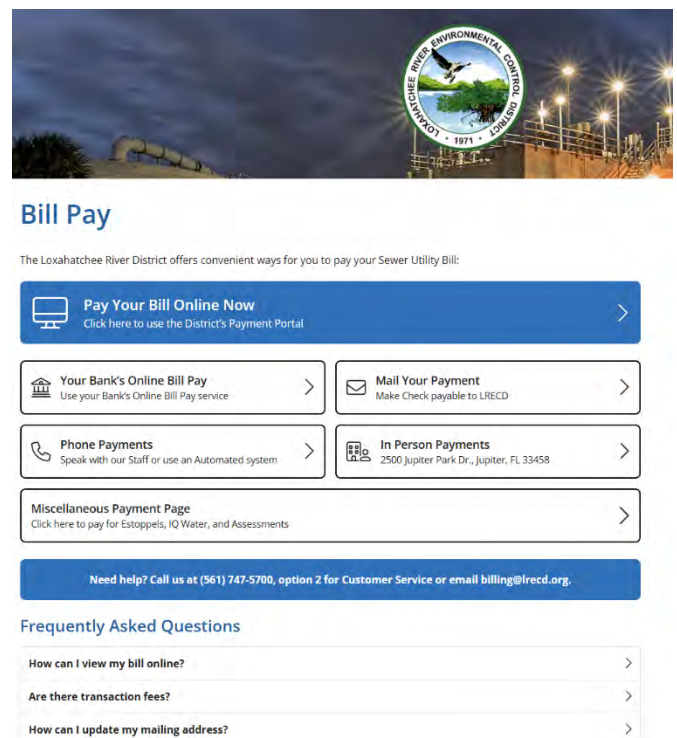 LOXAHATCHEE RIVER ENVIRONMENTAL CONTROL DISTRICT
1971
Bill Pay
The Loxahatchee River District offers convenient ways for you to pay your Sewer Utility Bill:
Pay Your Bill Online Now
Click here to use the District's Payment Portal
Your Bank's Online Bill Pay
Use your Bank's Online Bill Pay service
Mail Your Payment
Make Check payable to LRECD
Phone Payments
Speak with our Staff or use an Automated system
In Person Payments
2500 Jupiter Park Dr., Jupiter, FL 33458
Miscellaneous Payment Page
Click here to pay for Estoppels, IQ Water, and Assessments
Need help? Call us at (561) 747-5700, option 2 for Customer Service or email billing@lrecd.org.
Frequently Asked Questions
How can I view my bill online?
Are there transaction fees?
How can I update my mailing address?